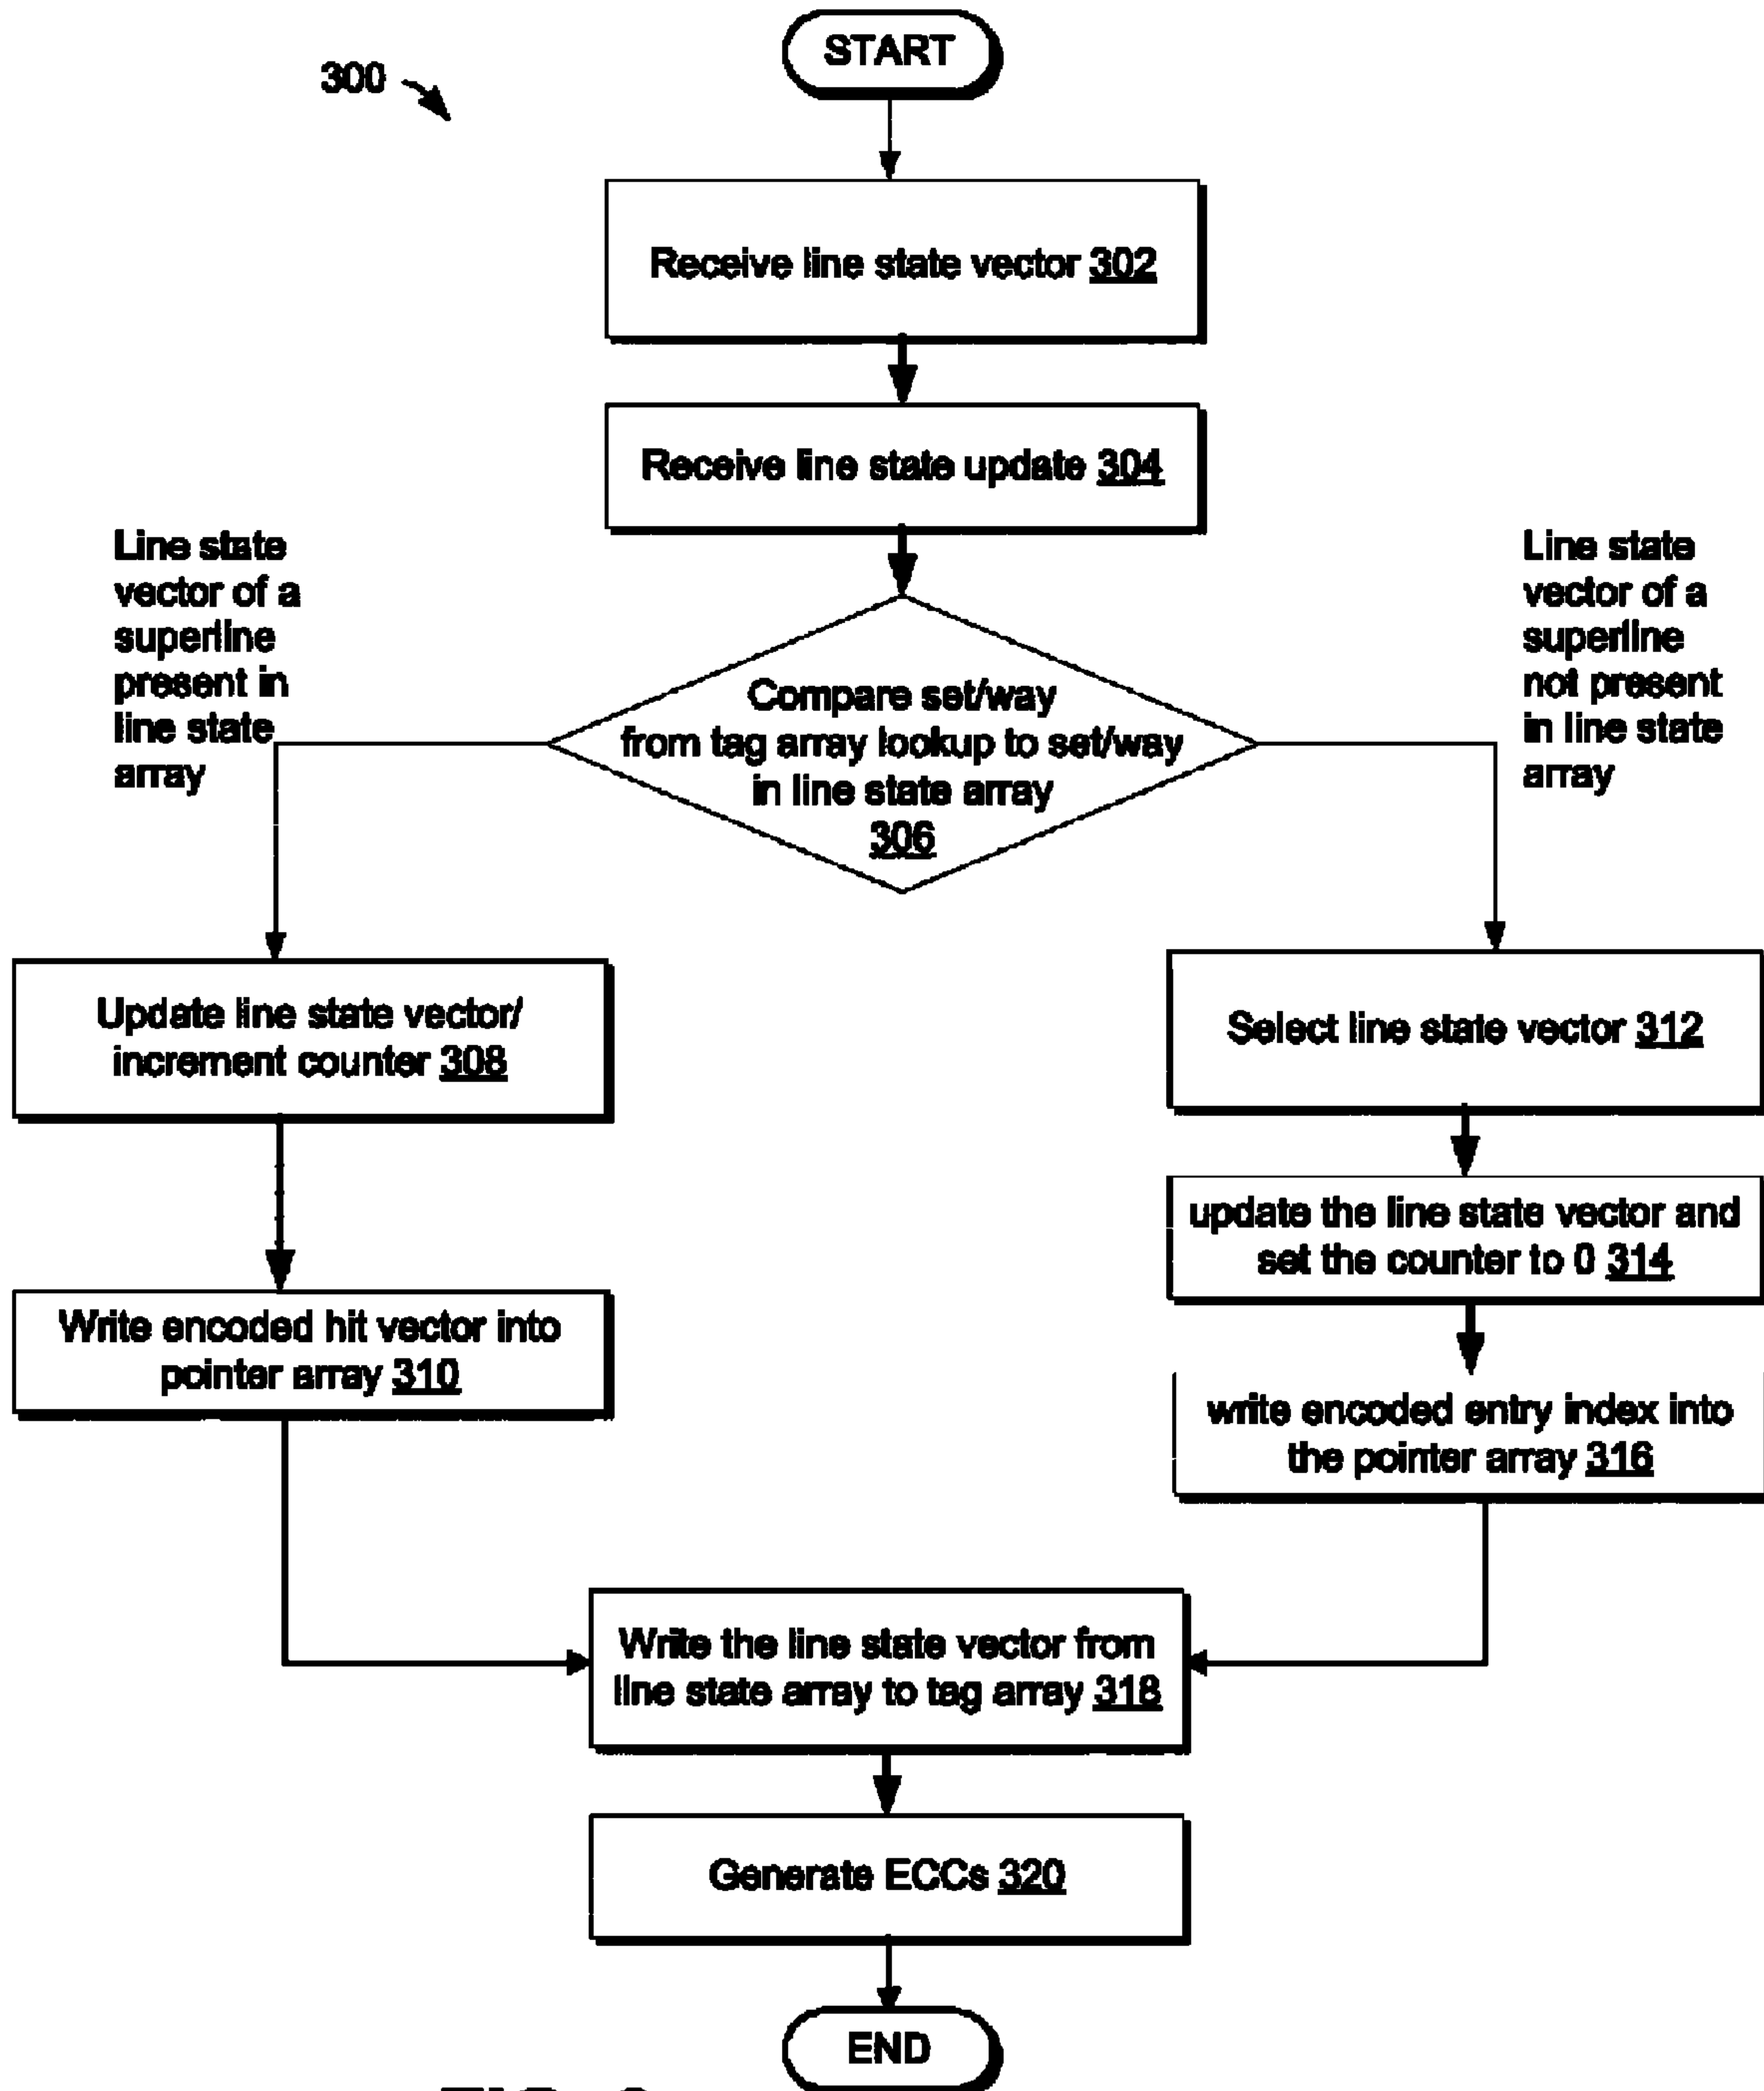 START
300
Receive line state vector 302
Receive line state update 304
Line state
vector of a
superline
present in
line state
array
Line state
vector of a
superline
not present
in line state
array
Compare set/way
from tag array lookup to set/way
in line state array
306
Update line state vector/
increment counter 308
Select line state vector 312
update the line state vector and
set the counter to 0 314
Write encoded hit vector into
pointer array 310
write encoded entry index into
the pointer array 316
Write the line state vector from
line state array to tag array 318
Generate ECCs 320
END